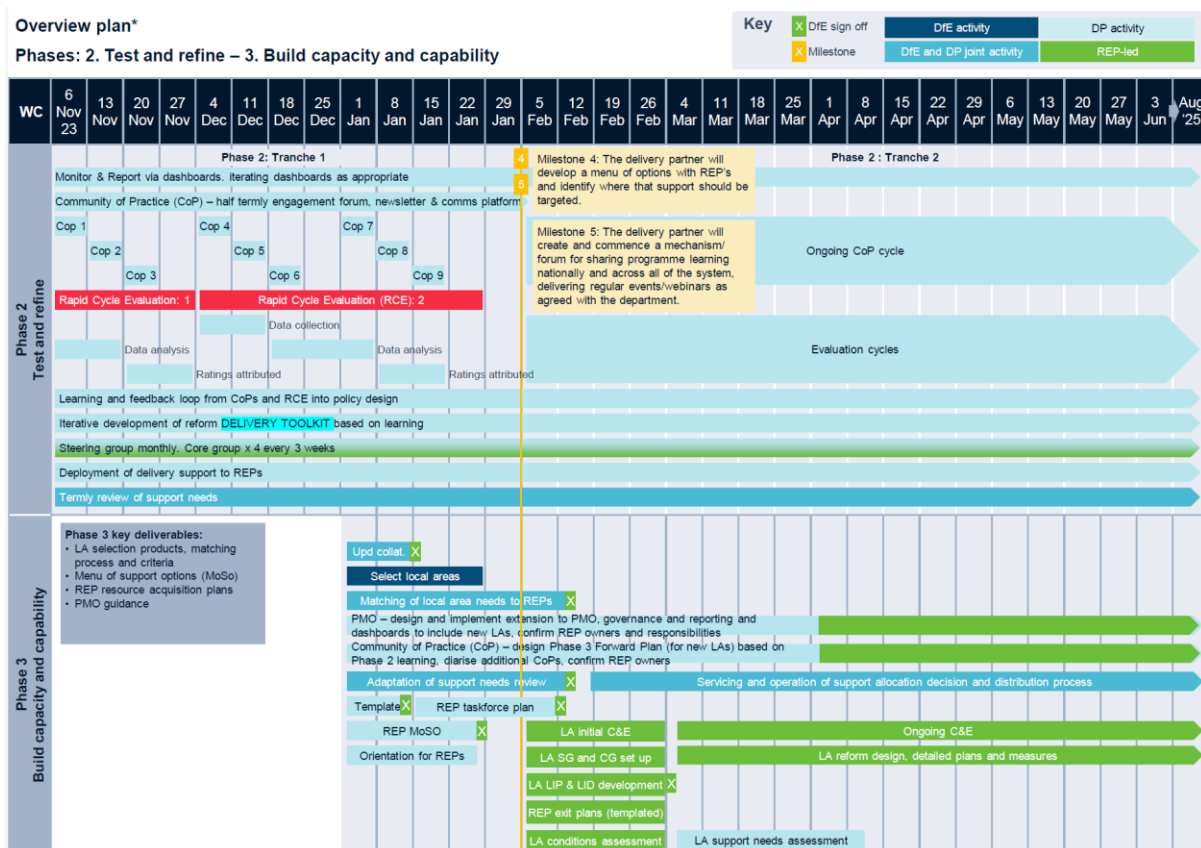 Overview plan*
Phases: 2. Test and refine – 3. Build capacity and capability
Key
X DfE sign off
X Milestone
DfE activity
DP activity
DfE and DP joint activity
REP-led
WC
6 Nov 23
13 Nov
20 Nov
27 Nov
4 Dec
11 Dec
18 Dec
25 Dec
1 Jan
8 Jan
15 Jan
22 Jan
29 Jan
5 Feb
12 Feb
19 Feb
26 Feb
4 Mar
11 Mar
18 Mar
25 Mar
1 Apr
8 Apr
15 Apr
22 Apr
29 Apr
6 May
13 May
20 May
27 May
3 Jun
Aug '25
Phase 2
Test and refine
Phase 2: Tranche 1
4
5
Phase 2 : Tranche 2
Monitor & Report via dashboards. iterating dashboards as appropriate
Milestone 4: The delivery partner will
develop a menu of options with REP's
and identify where that support should be
targeted.
Community of Practice (CoP) – half termly engagement forum, newsletter & comms platform
Cop 1
Cop 2
Cop 3
Cop 4
Cop 5
Cop 6
Cop 7
Cop 8
Cop 9
Milestone 5: The delivery partner will
create and commence a mechanism/
forum for sharing programme learning
nationally and across all of the system,
delivering regular events/webinars as
agreed with the department.
Ongoing CoP cycle
Rapid Cycle Evaluation: 1
Rapid Cycle Evaluation (RCE): 2
Data collection
Data analysis
Data analysis
Ratings attributed
Ratings attributed
Evaluation cycles
Learning and feedback loop from CoPs and RCE into policy design
Iterative development of reform DELIVERY TOOLKIT based on learning
Steering group monthly. Core group x 4 every 3 weeks
Deployment of delivery support to REPs
Termly review of support needs
Phase 3
Build capacity and capability
Phase 3 key deliverables:
• LA selection products, matching
process and criteria
• Menu of support options (MoSo)
• REP resource acquisition plans
• PMO guidance
Upd collat. X
Select local areas
Matching of local area needs to REPs X
PMO – design and implement extension to PMO, governance and reporting and
dashboards to include new LAs, confirm REP owners and responsibilities
Community of Practice (CoP) – design Phase 3 Forward Plan (for new LAs) based on
Phase 2 learning, diarise additional CoPs, confirm REP owners
Adaptation of support needs review X
Servicing and operation of support allocation decision and distribution process
Template X
REP taskforce plan X
REP MoSO X
LA initial C&E
Ongoing C&E
Orientation for REPs
LA SG and CG set up
LA reform design, detailed plans and measures
LA LIP & LID development X
REP exit plans (templated)
LA conditions assessment
LA support needs assessment